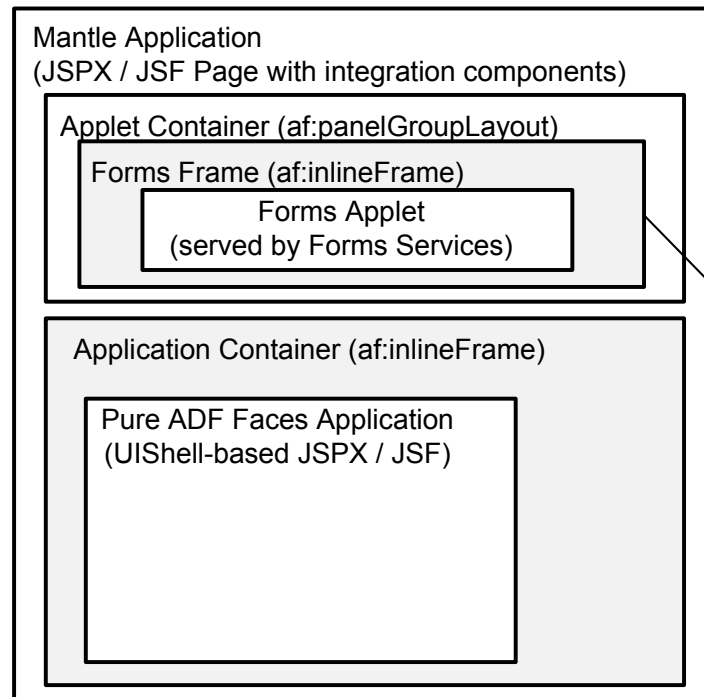 Mantle Application
(JSPX / JSF Page with integration components)
Applet Container (af:panelGroupLayout)
Forms Frame (af:inlineFrame)
Forms Applet
(served by Forms Services)
Application Container (af:inlineFrame)
Pure ADF Faces Application
(UIShell-based JSPX / JSF)